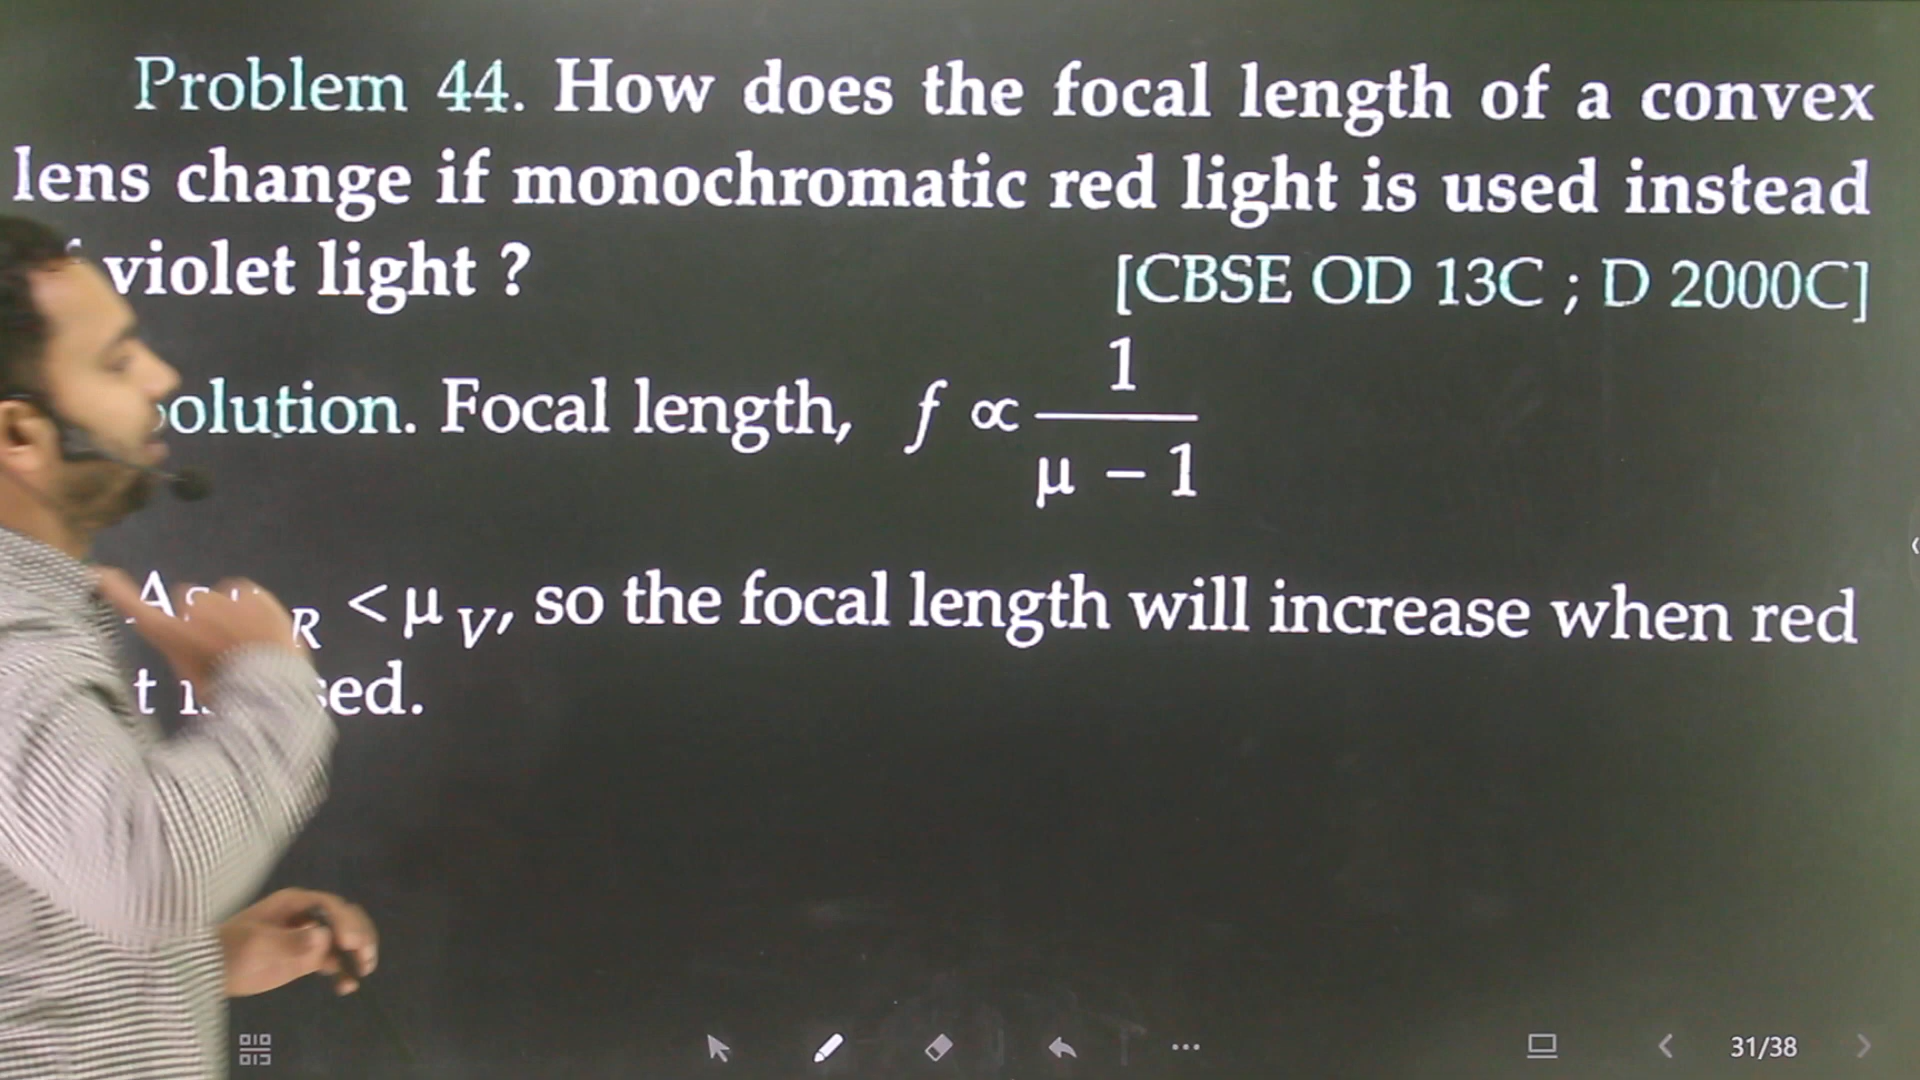 Problem 44. How does the focal length of a convex
lens change if monochromatic red light is used instead
violet light ?
[CBSE OD 13C ; D 2000C]
olution. Focal length, f ∝ 1 / μ − 1
R < μ V, so the focal length will increase when red
sed.
31/38